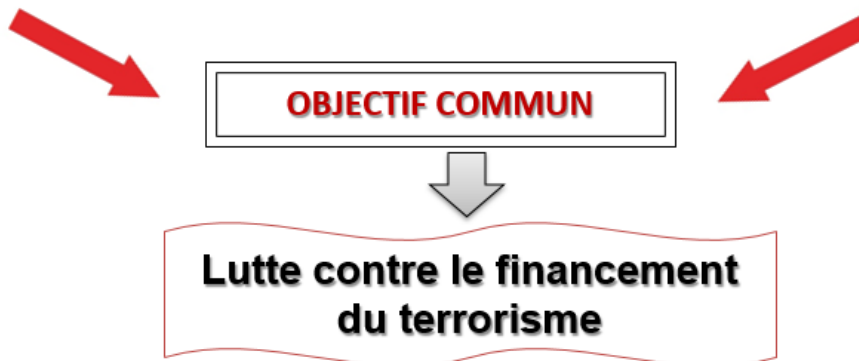 OBJECTIF COMMUN
Lutte contre le financement
du terrorisme